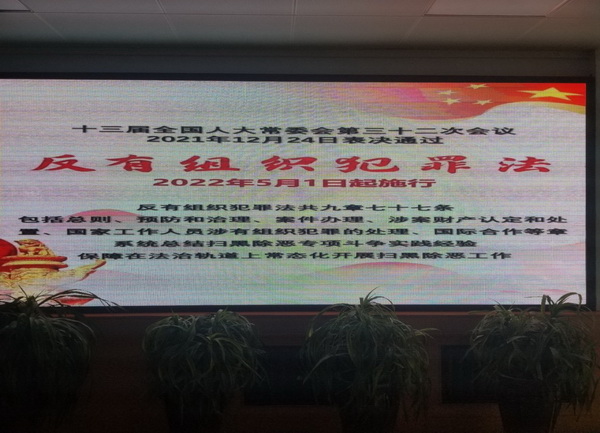 十三届全国人大常委会第三十二次会议
2021年12月24日表决通过
反有组织犯罪法
2022年5月1日起施行
反有组织犯罪法共九章七十七条
包括总则、预防和治理、案件办理、涉案财产认定和处
置、国家工作人员涉有组织犯罪的处理、国际合作等章
系统总结扫黑除恶专项斗争实践经验
保障在法治轨道上常态化开展扫黑除恶工作